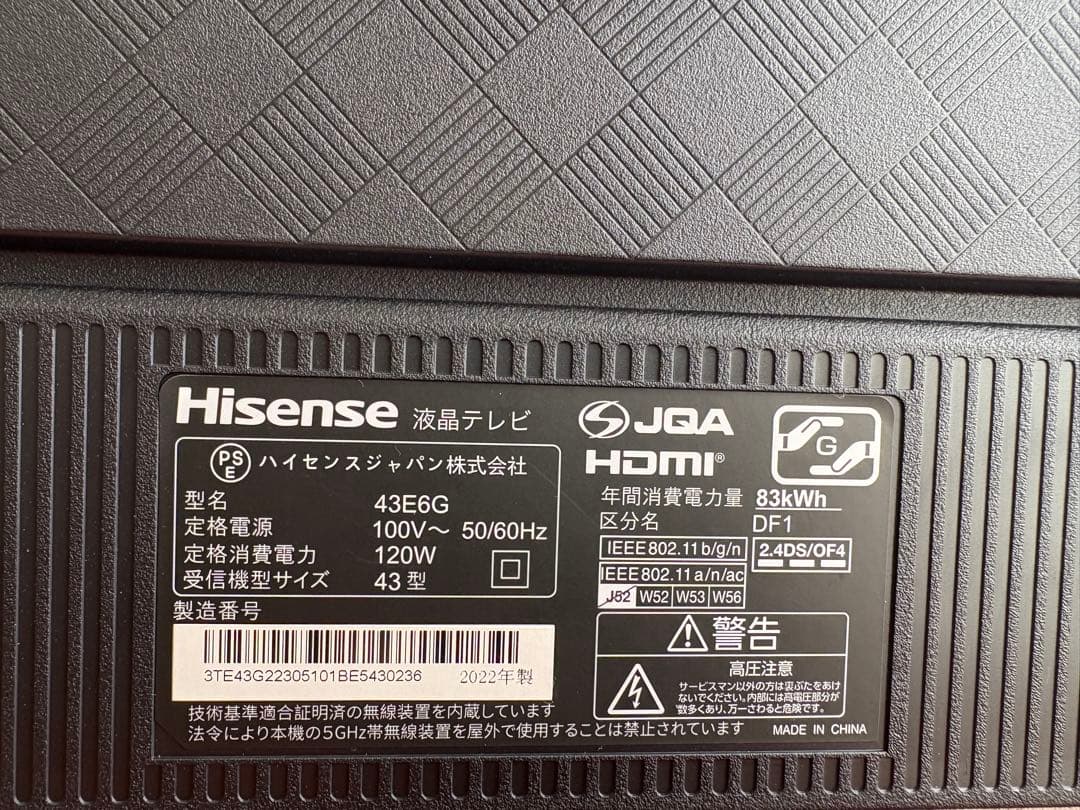 Hisense 液晶テレビ
PS
E
ハイセンスジャパン株式会社
型名 43E6G
定格電源 100V～ 50/60Hz
定格消費電力 120W
受信機型サイズ 43 型
製造番号
3TE43G22305101BE5430236 2022年製
JQA
HDMI®
G
年間消費電力量 83kWh
区分名 DF1
IEEE802.11b/g/n
2.4DS/OF4
IEEE802.11a/n/ac
J52 W52 W53 W56
警告
高圧注意
サービスマン以外の方は裏ぶたをあけ
ないでください。内部には高電圧部分が
数多くあり、万一さわると危険です。
技術基準適合証明済の無線装置を内蔵しています
法令により本機の5GHz帯無線装置を屋外で使用することは禁止されています
MADE IN CHINA